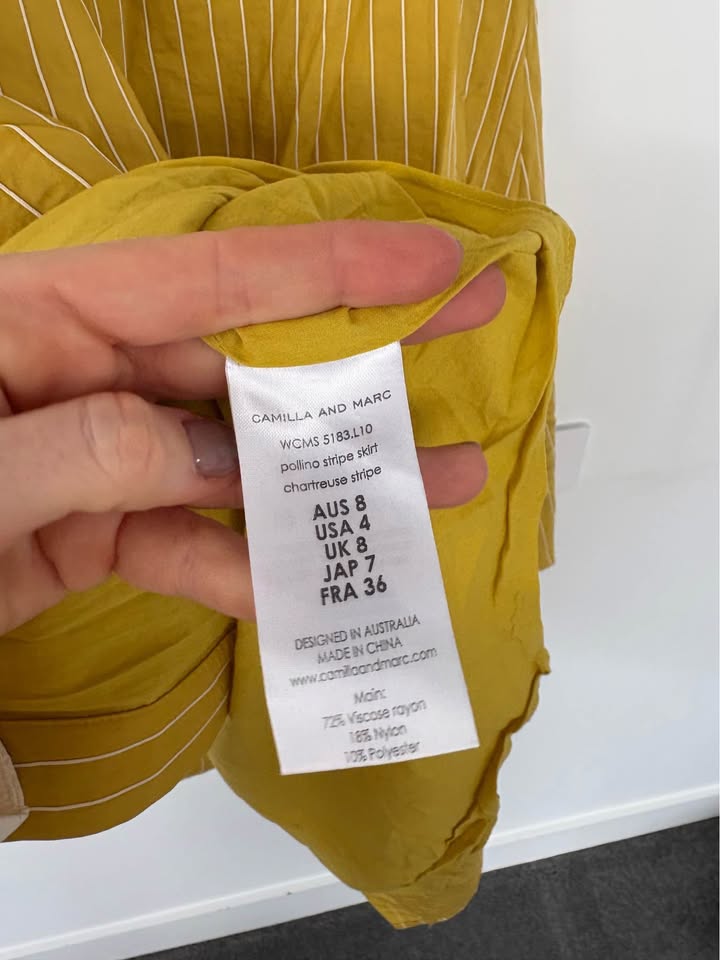 CAMILLA AND MARC
WCMS 5183.L10
pollino stripe skirt
chartreuse stripe
AUS 8
USA 4
UK 8
JAP 7
FRA 36
DESIGNED IN AUSTRALIA
MADE IN CHINA
www.camillaandmarc.com
Main:
72% Viscose rayon
18% Nylon
10% Polyester